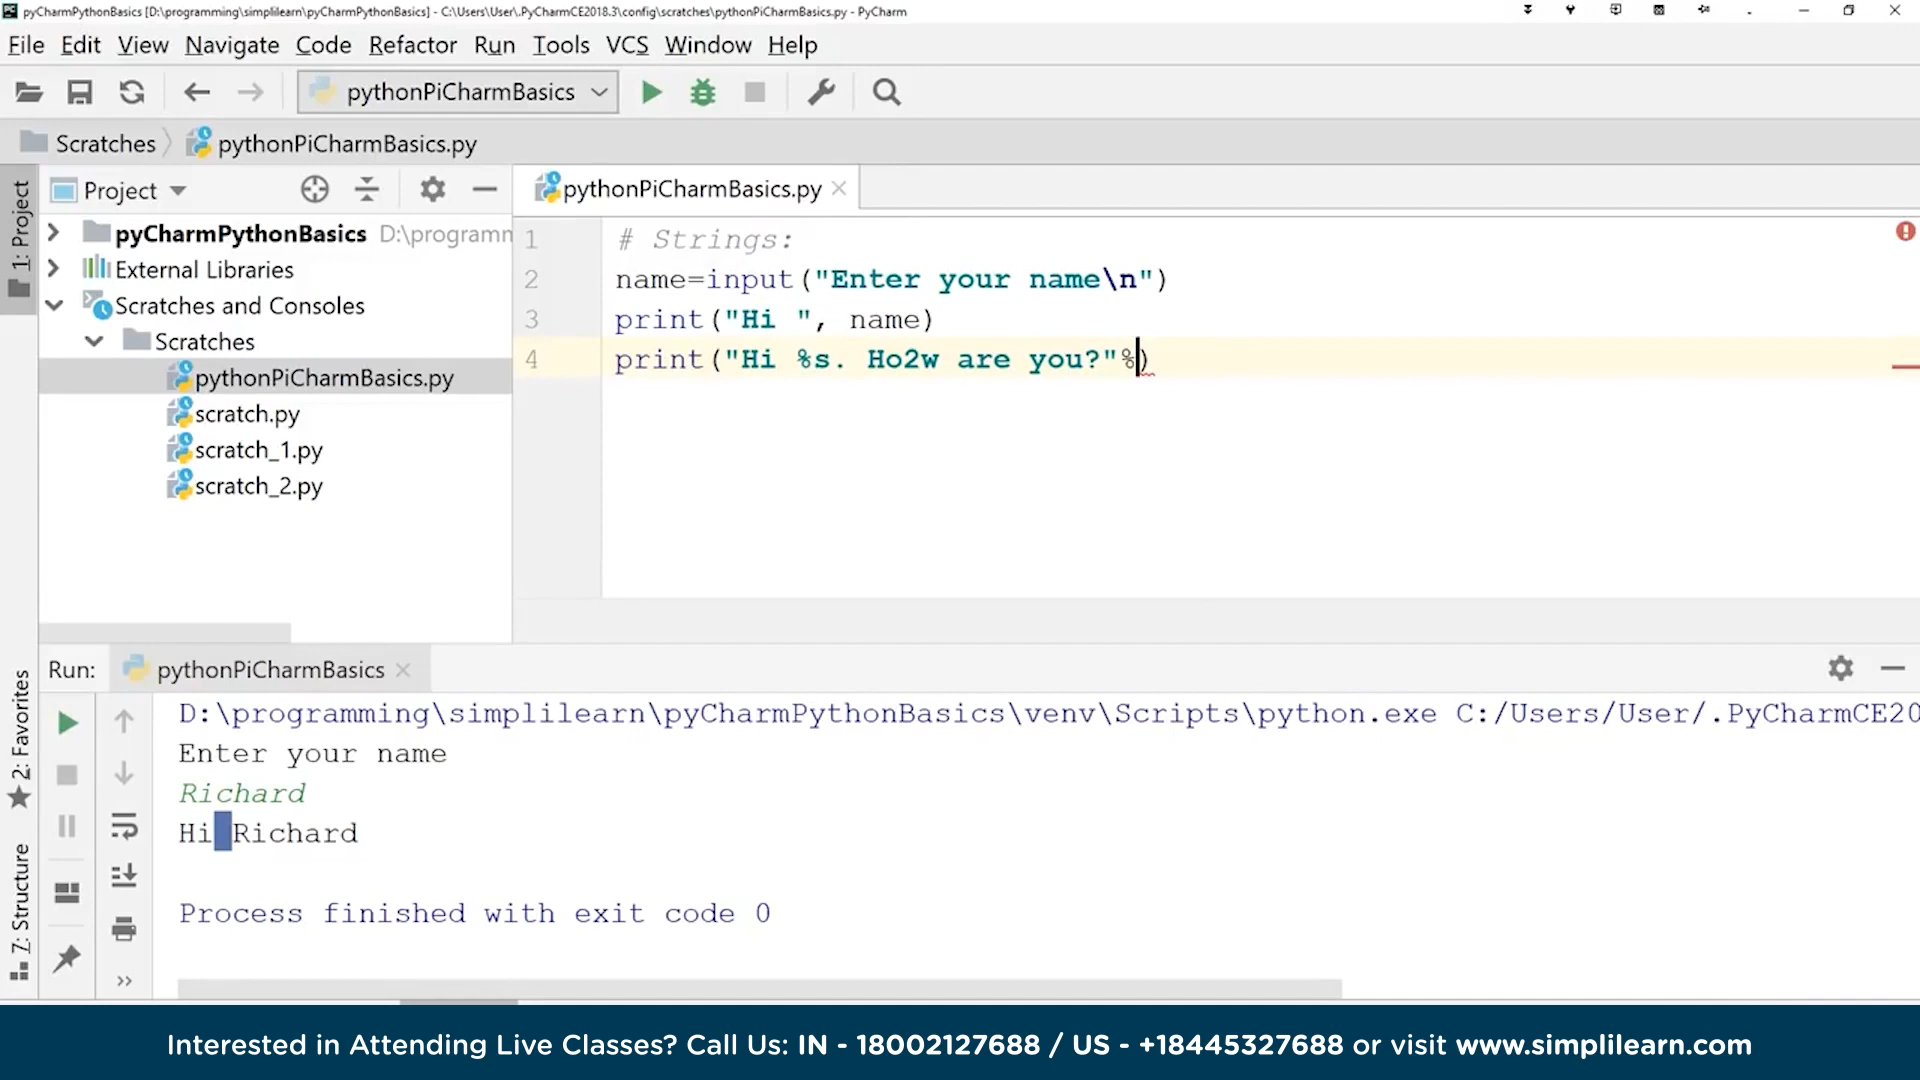 pyCharmPythonBasics [D:\programming\simplilearn\pyCharmPythonBasics] - C:\Users\User\.PyCharmCE2018.3\config\scratches\pythonPiCharmBasics.py - PyCharm
File Edit View Navigate Code Refactor Run Tools VCS Window Help
pythonPiCharmBasics
Scratches pythonPiCharmBasics.py
1: Project
Project
pyCharmPythonBasics D:\programm
External Libraries
Scratches and Consoles
Scratches
pythonPiCharmBasics.py
scratch.py
scratch_1.py
scratch_2.py
pythonPiCharmBasics.py
1 # Strings:
2 name=input("Enter your name\n")
3 print("Hi ", name)
4 print("Hi %s. Ho2w are you?"%)
2: Favorites
Z: Structure
Run: pythonPiCharmBasics
D:\programming\simplilearn\pyCharmPythonBasics\venv\Scripts\python.exe C:/Users/User/.PyCharmCE20
Enter your name
Richard
Hi Richard
Process finished with exit code 0
Interested in Attending Live Classes? Call Us: IN - 18002127688 / US - +18445327688 or visit www.simplilearn.com